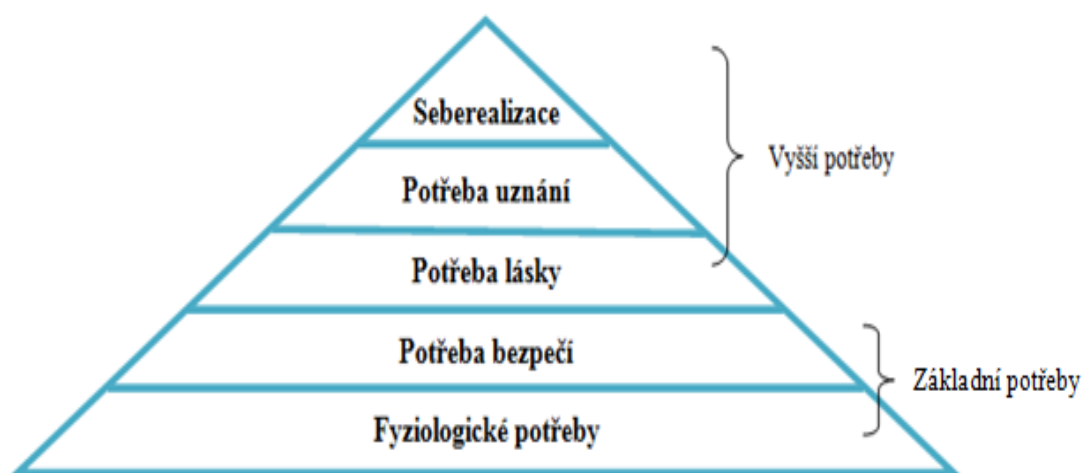 Seberealizace
Vyšší potřeby
Potřeba uznání
Potřeba lásky
Potřeba bezpečí
Základní potřeby
Fyziologické potřeby